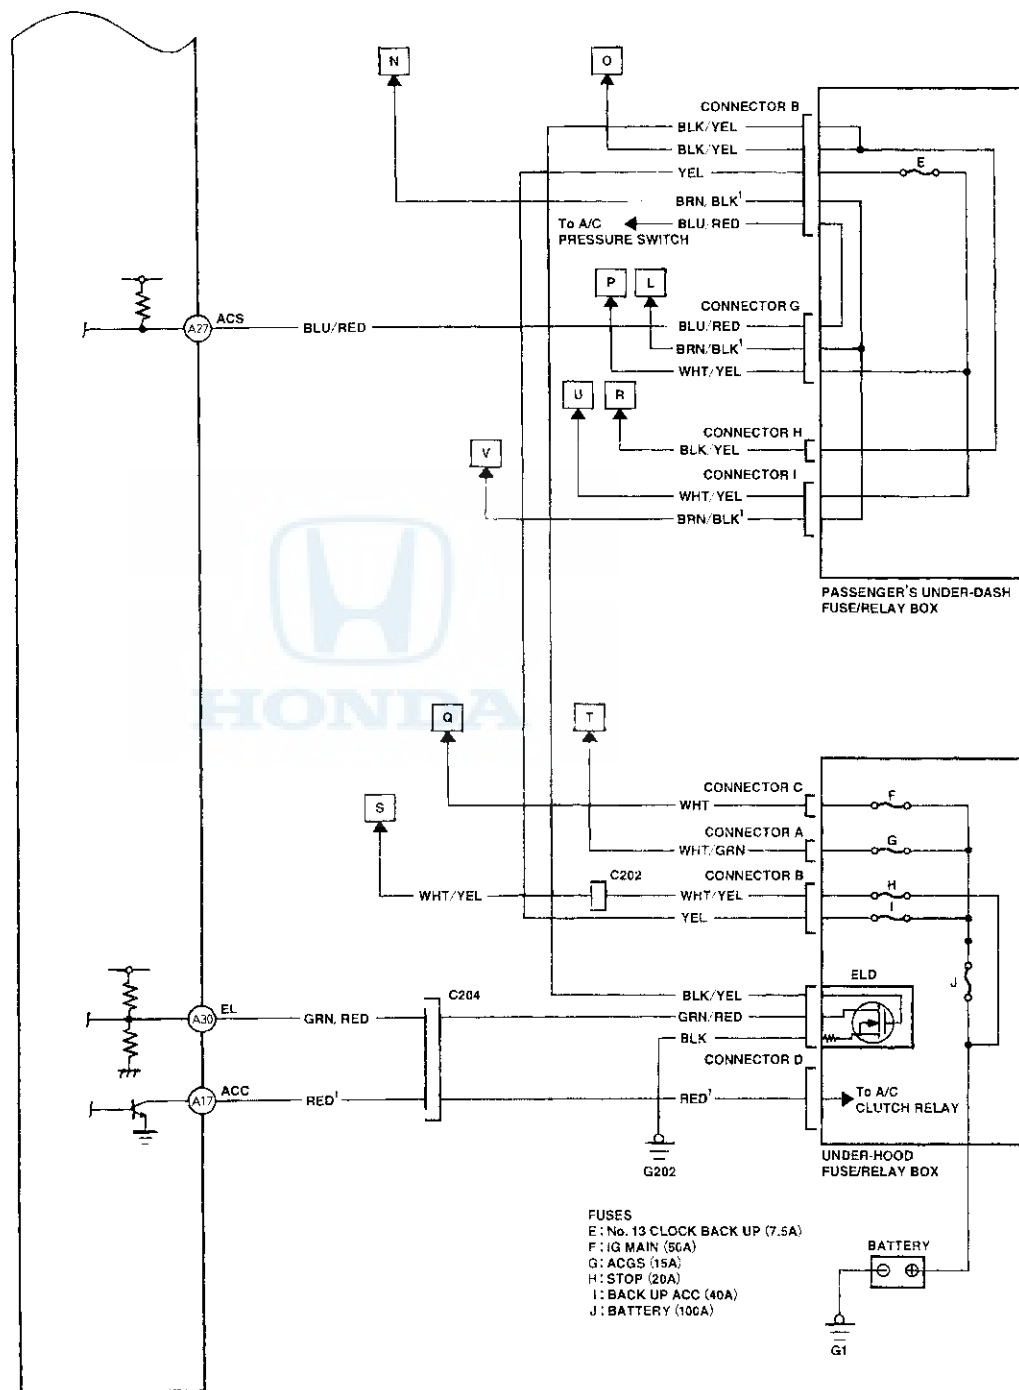 N
O
CONNECTOR B
BLK/YEL
BLK/YEL
YEL
E
BRN/BLK¹
To A/C
PRESSURE SWITCH
BLU/RED
P
L
CONNECTOR G
A27
ACS
BLU/RED
BLU/RED
BRN/BLK¹
WHT/YEL
U
R
CONNECTOR H
BLK/YEL
V
CONNECTOR I
WHT/YEL
BRN/BLK¹
PASSENGER'S UNDER-DASH
FUSE/RELAY BOX
HONDA
Q
T
CONNECTOR C
WHT
F
S
CONNECTOR A
WHT/GRN
G
C202
CONNECTOR B
WHT/YEL
WHT/YEL
H
YEL
I
J
ELD
C204
BLK/YEL
A30
EL
GRN/RED
GRN/RED
BLK
CONNECTOR D
A17
ACC
RED¹
RED¹
To A/C
CLUTCH RELAY
G202
UNDER-HOOD
FUSE/RELAY BOX
FUSES
E: No. 13 CLOCK BACK UP (7.5A)
F: IG MAIN (50A)
G: ACGS (15A)
H: STOP (20A)
I: BACK UP ACC (40A)
J: BATTERY (100A)
BATTERY
G1